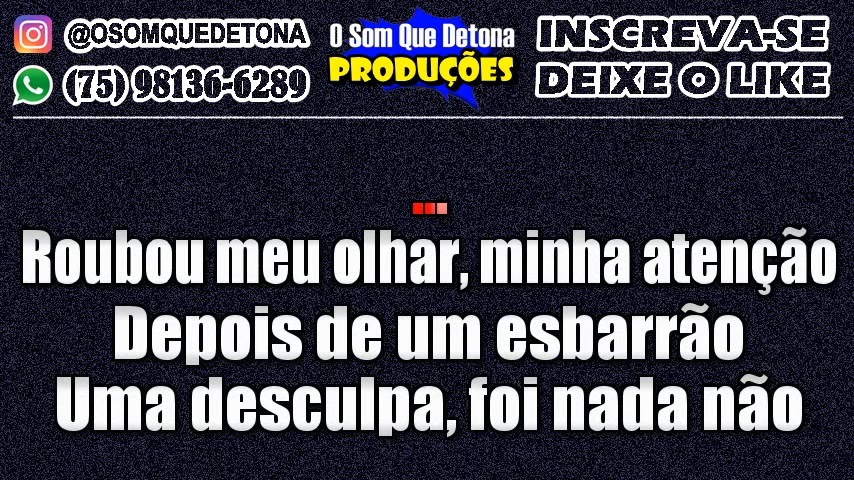 @OSOMQUEDETONA
(75) 98136-6289
O Som Que Detona
PRODUÇÕES
INSCREVA-SE
DEIXE O LIKE
Roubou meu olhar, minha atenção
Depois de um esbarrão
Uma desculpa, foi nada não